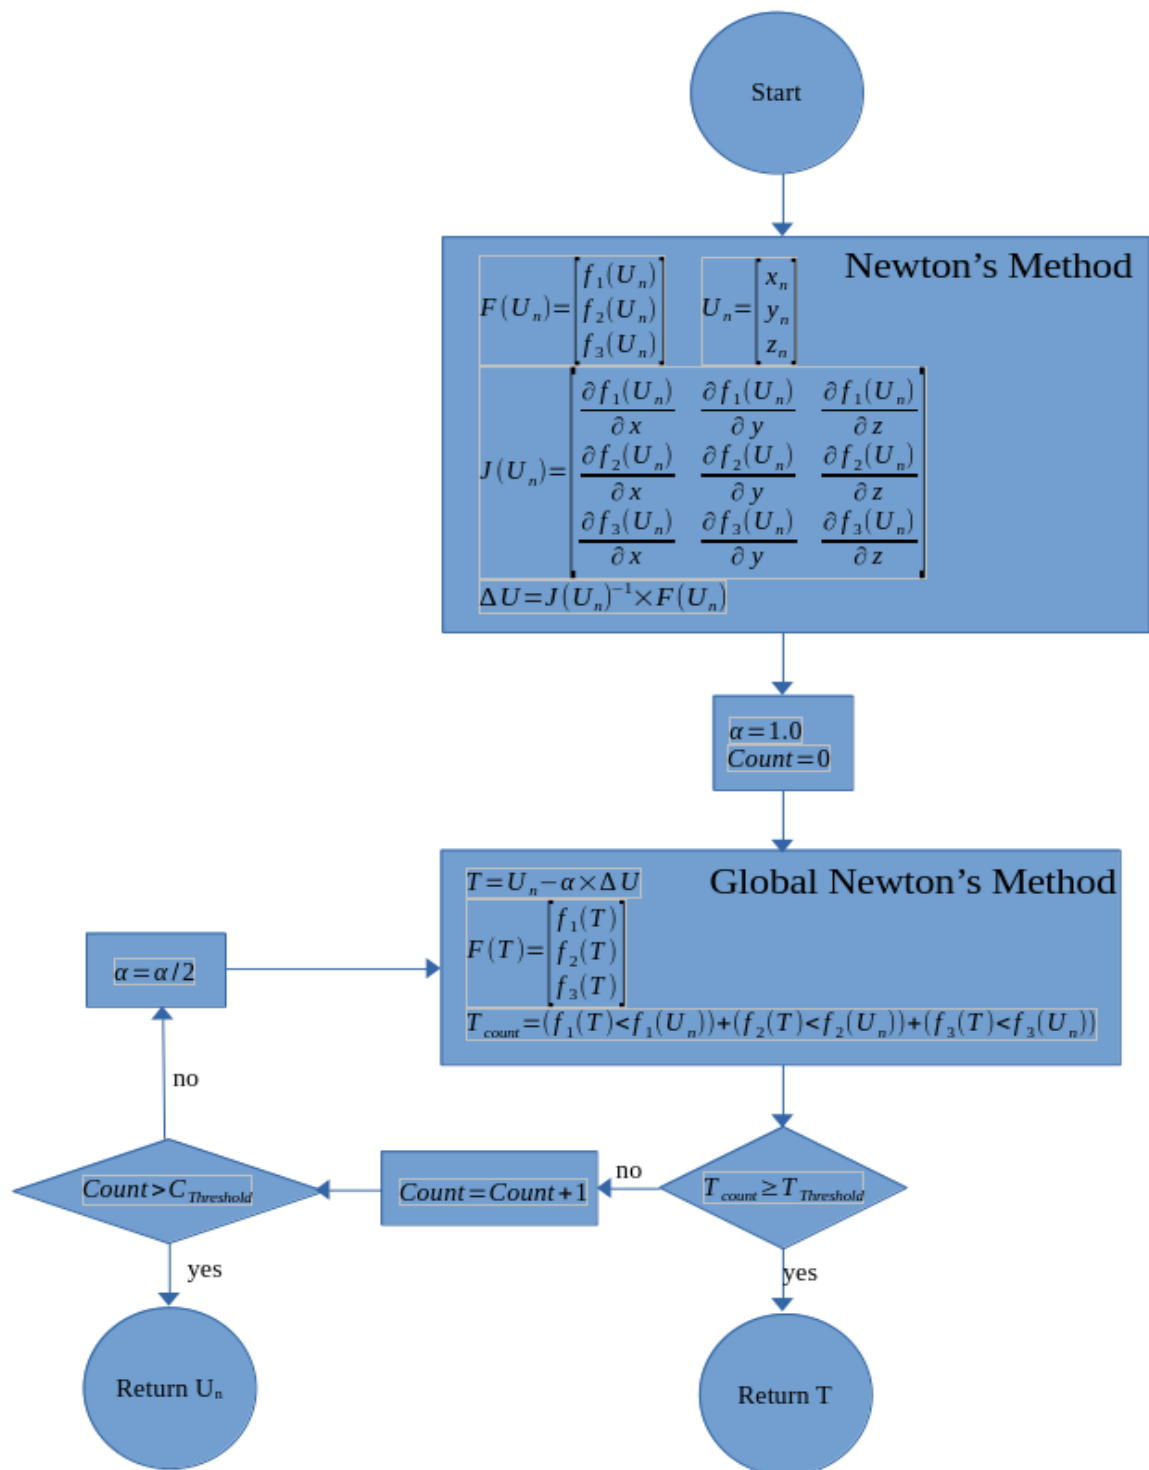 Start
Newton’s Method
F(Uₙ)=[f₁(Uₙ) f₂(Uₙ) f₃(Uₙ)] Uₙ=[xₙ yₙ zₙ]
J(Uₙ)=[∂f₁(Uₙ)/∂x ∂f₁(Uₙ)/∂y ∂f₁(Uₙ)/∂z
∂f₂(Uₙ)/∂x ∂f₂(Uₙ)/∂y ∂f₂(Uₙ)/∂z
∂f₃(Uₙ)/∂x ∂f₃(Uₙ)/∂y ∂f₃(Uₙ)/∂z]
ΔU=J(Uₙ)⁻¹×F(Uₙ)
α=1.0
Count=0
Global Newton’s Method
T=Uₙ−α×ΔU
F(T)=[f₁(T) f₂(T) f₃(T)]
T_count=(f₁(T)<f₁(Uₙ))+(f₂(T)<f₂(Uₙ))+(f₃(T)<f₃(Uₙ))
α=α/2
no
Count>C_Threshold
Count=Count+1
no
T_count≥T_Threshold
yes
yes
Return Uₙ
Return T